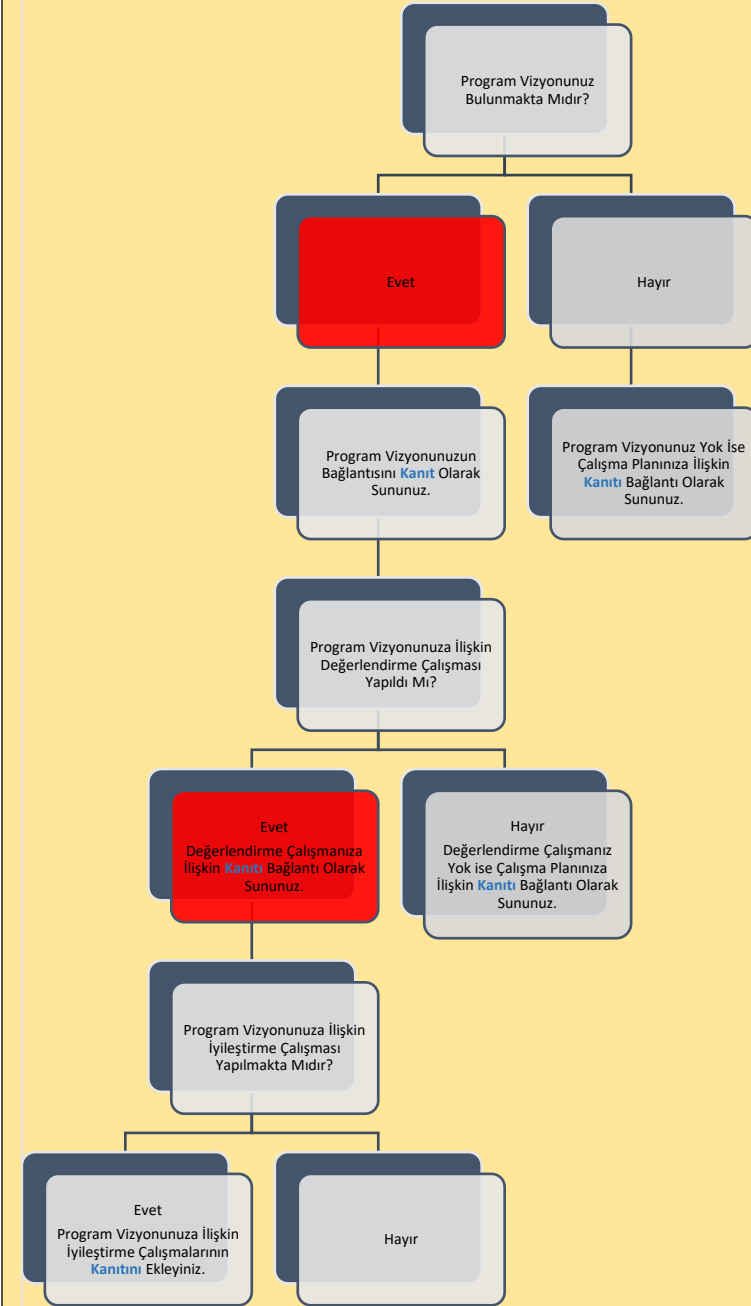 Program Vizyonunuz
Bulunmakta Mıdır?
Evet
Hayır
Program Vizyonunuzun
Bağlantısını Kanıt Olarak
Sununuz.
Program Vizyonunuz Yok İse
Çalışma Planınıza İlişkin
Kanıtı Bağlantı Olarak
Sununuz.
Program Vizyonunuza İlişkin
Değerlendirme Çalışması
Yapıldı Mı?
Evet
Değerlendirme Çalışmanıza
İlişkin Kanıtı Bağlantı Olarak
Sununuz.
Hayır
Değerlendirme Çalışmanız
Yok ise Çalışma Planınıza
İlişkin Kanıtı Bağlantı Olarak
Sununuz.
Program Vizyonunuza İlişkin
İyileştirme Çalışması
Yapılmakta Mıdır?
Evet
Program Vizyonunuza İlişkin
İyileştirme Çalışmalarının
Kanıtını Ekleyiniz.
Hayır